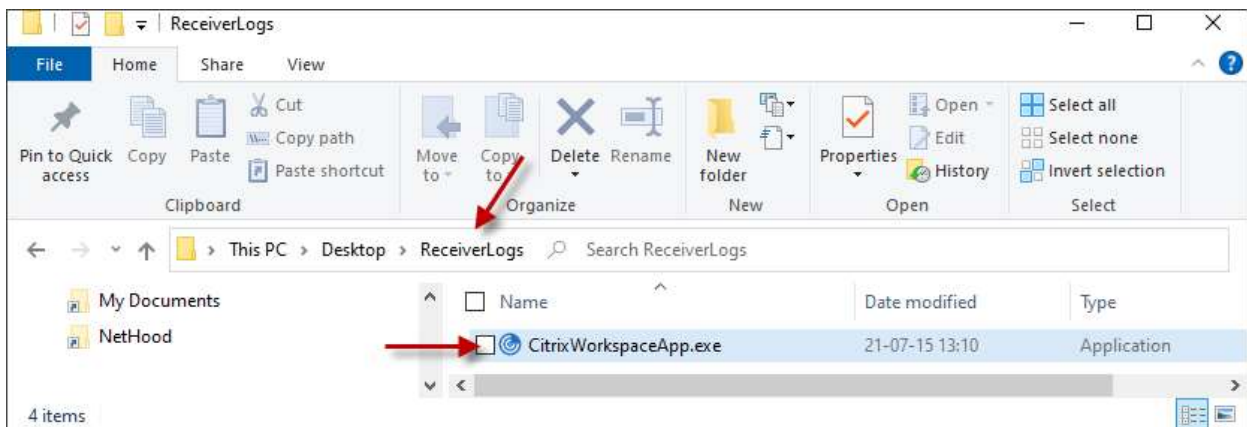 ReceiverLogs
File Home Share View
Pin to Quick access
Copy
Paste
Cut
Copy path
Paste shortcut
Clipboard
Move to
Copy to
Delete
Rename
Organize
New folder
New
Properties
Open
Edit
History
Open
Select all
Select none
Invert selection
Select
This PC > Desktop > ReceiverLogs
Search ReceiverLogs
My Documents
NetHood
Name Date modified Type
CitrixWorkspaceApp.exe 21-07-15 13:10 Application
4 items